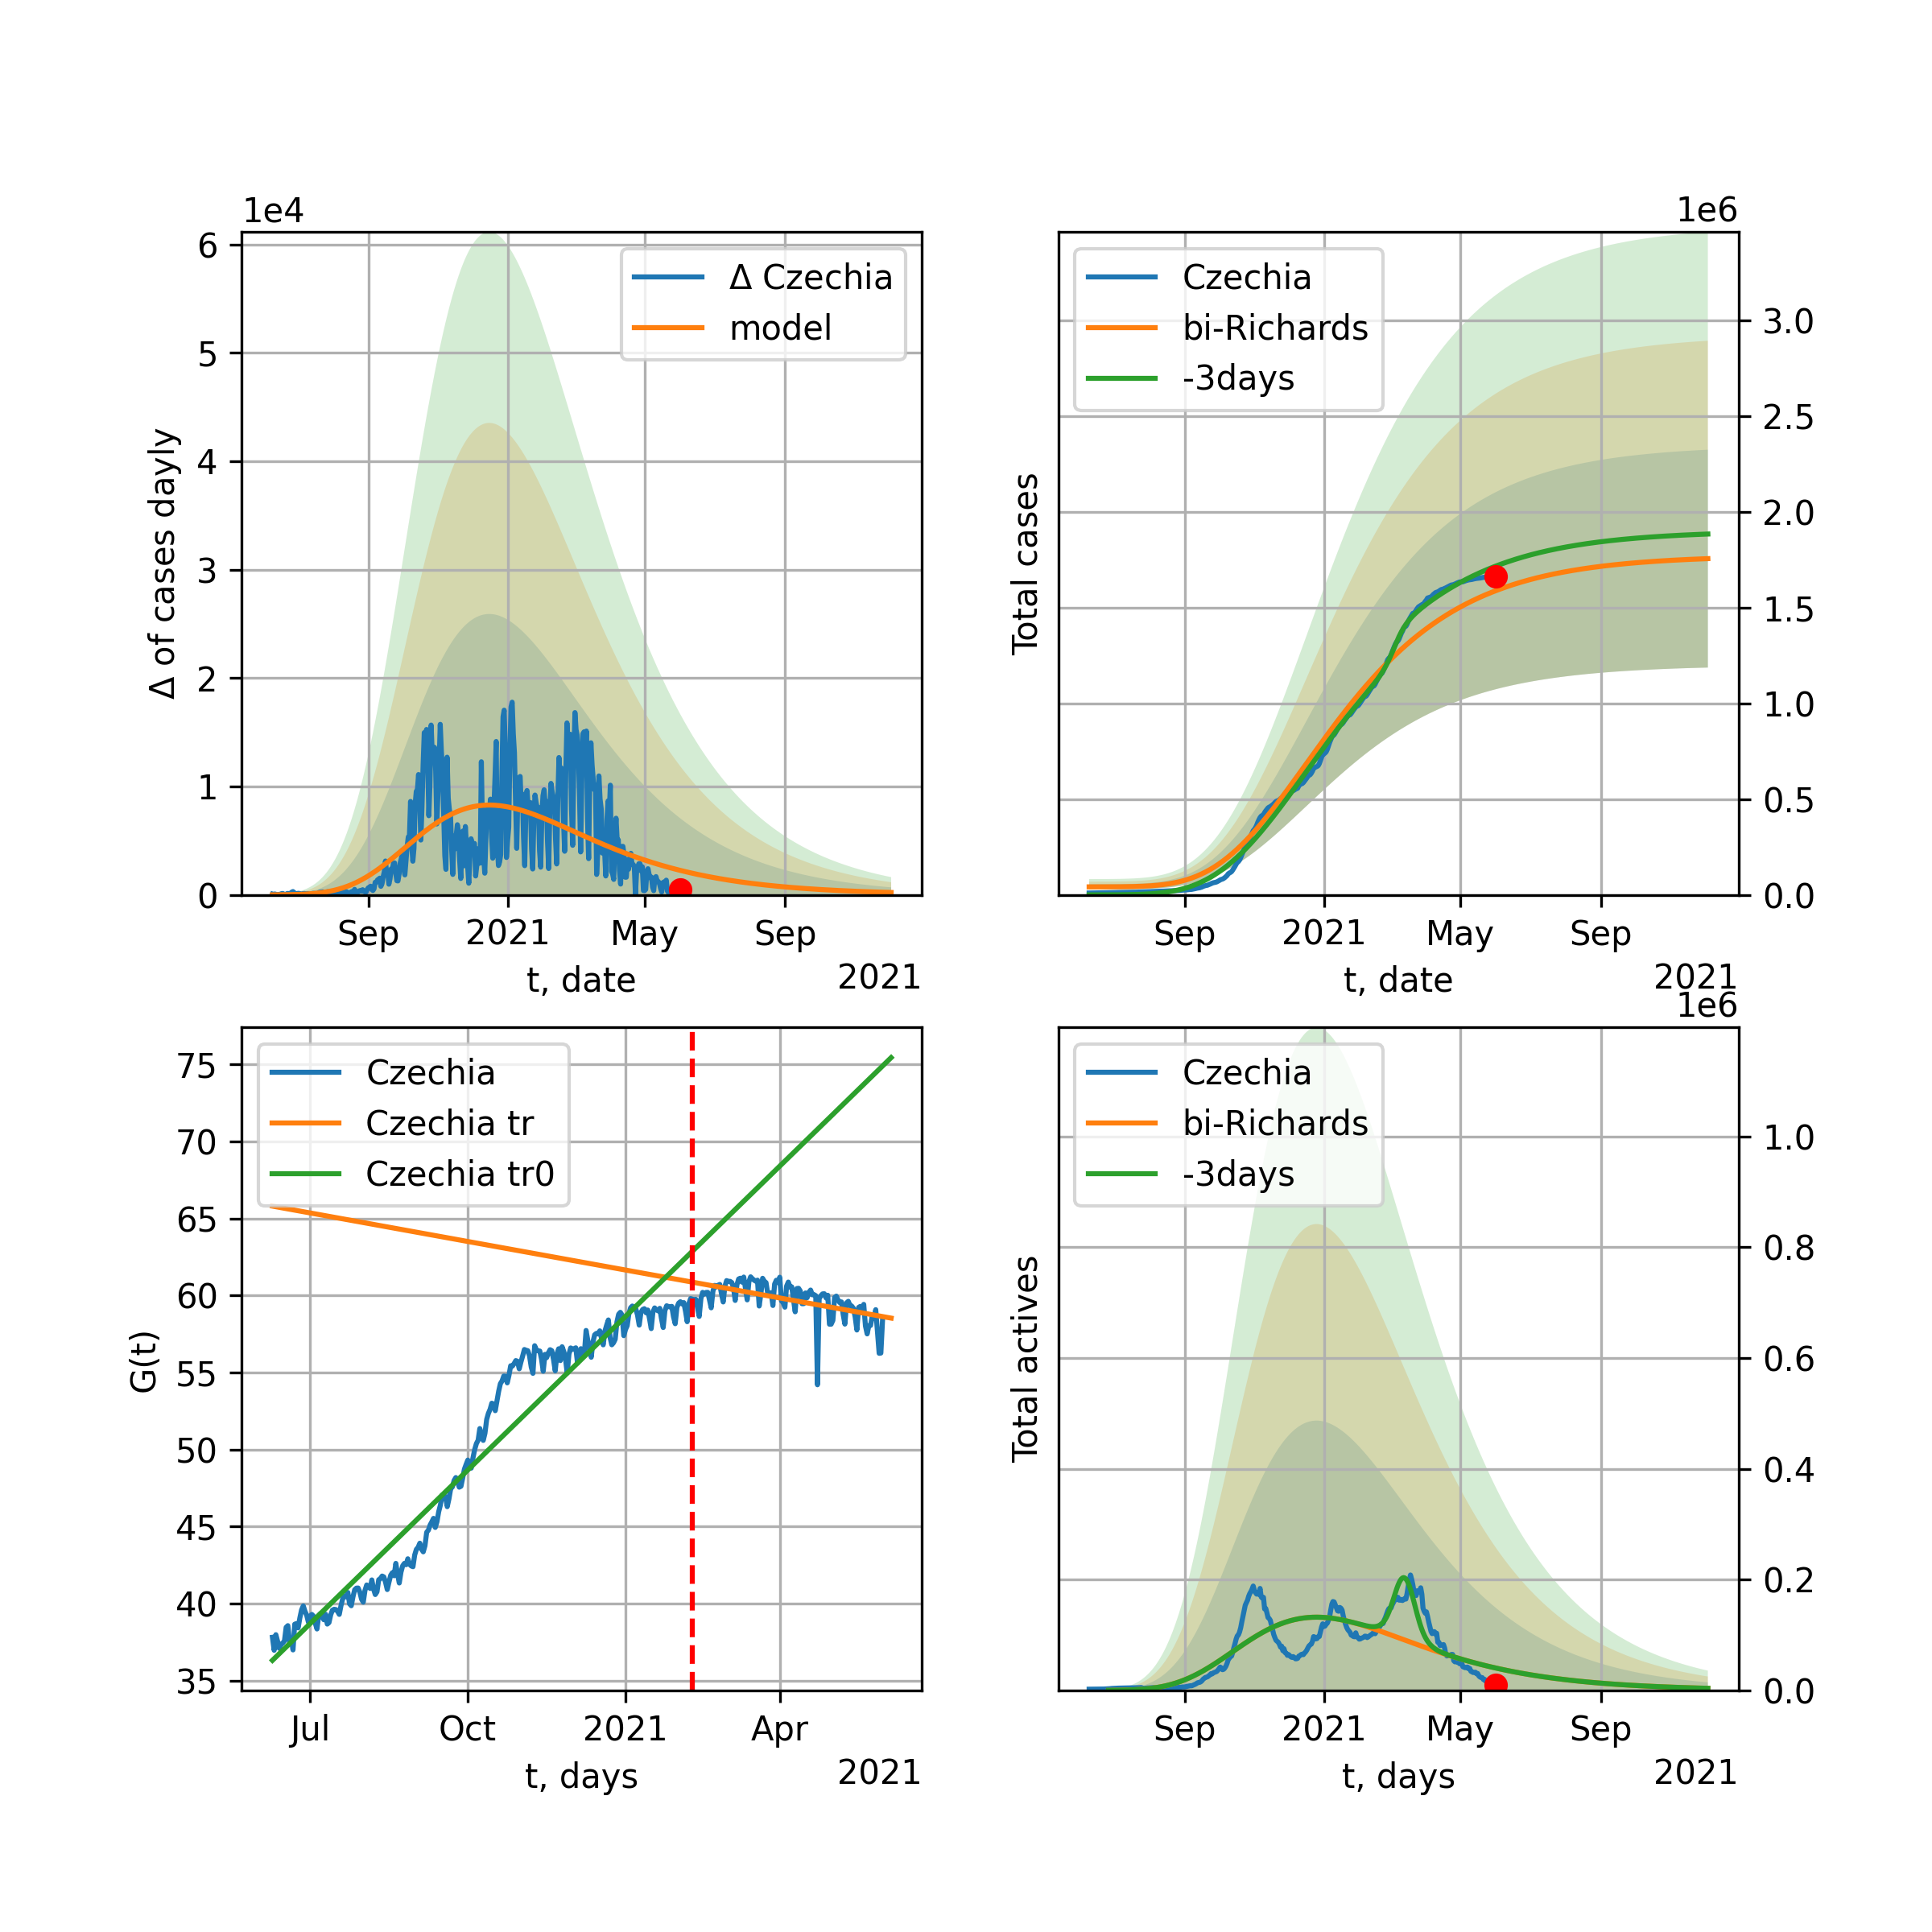 1e4
6
5
4
3
2
1
0
Δ of cases dayly
Δ Czechia
model
Sep
2021
May
Sep
t, date
2021
1e6
Czechia
bi-Richards
-3days
Total cases
3.0
2.5
2.0
1.5
1.0
0.5
0.0
Sep
2021
May
Sep
t, date
2021
75
70
65
60
55
50
45
40
35
G(t)
Czechia
Czechia tr
Czechia tr0
Jul
Oct
2021
Apr
t, days
2021
1e6
Czechia
bi-Richards
-3days
Total actives
1.0
0.8
0.6
0.4
0.2
0.0
Sep
2021
May
Sep
t, days
2021